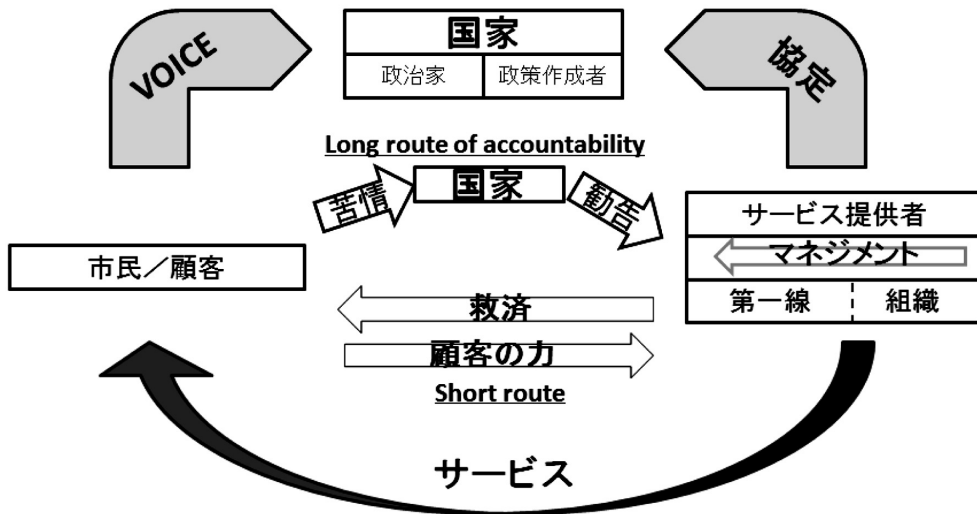 国家
政治家
政策作成者
VOICE
協定
Long route of accountability
苦情
国家
勧告
サービス提供者
マネジメント
第一線
組織
市民／顧客
救済
顧客の力
Short route
サービス